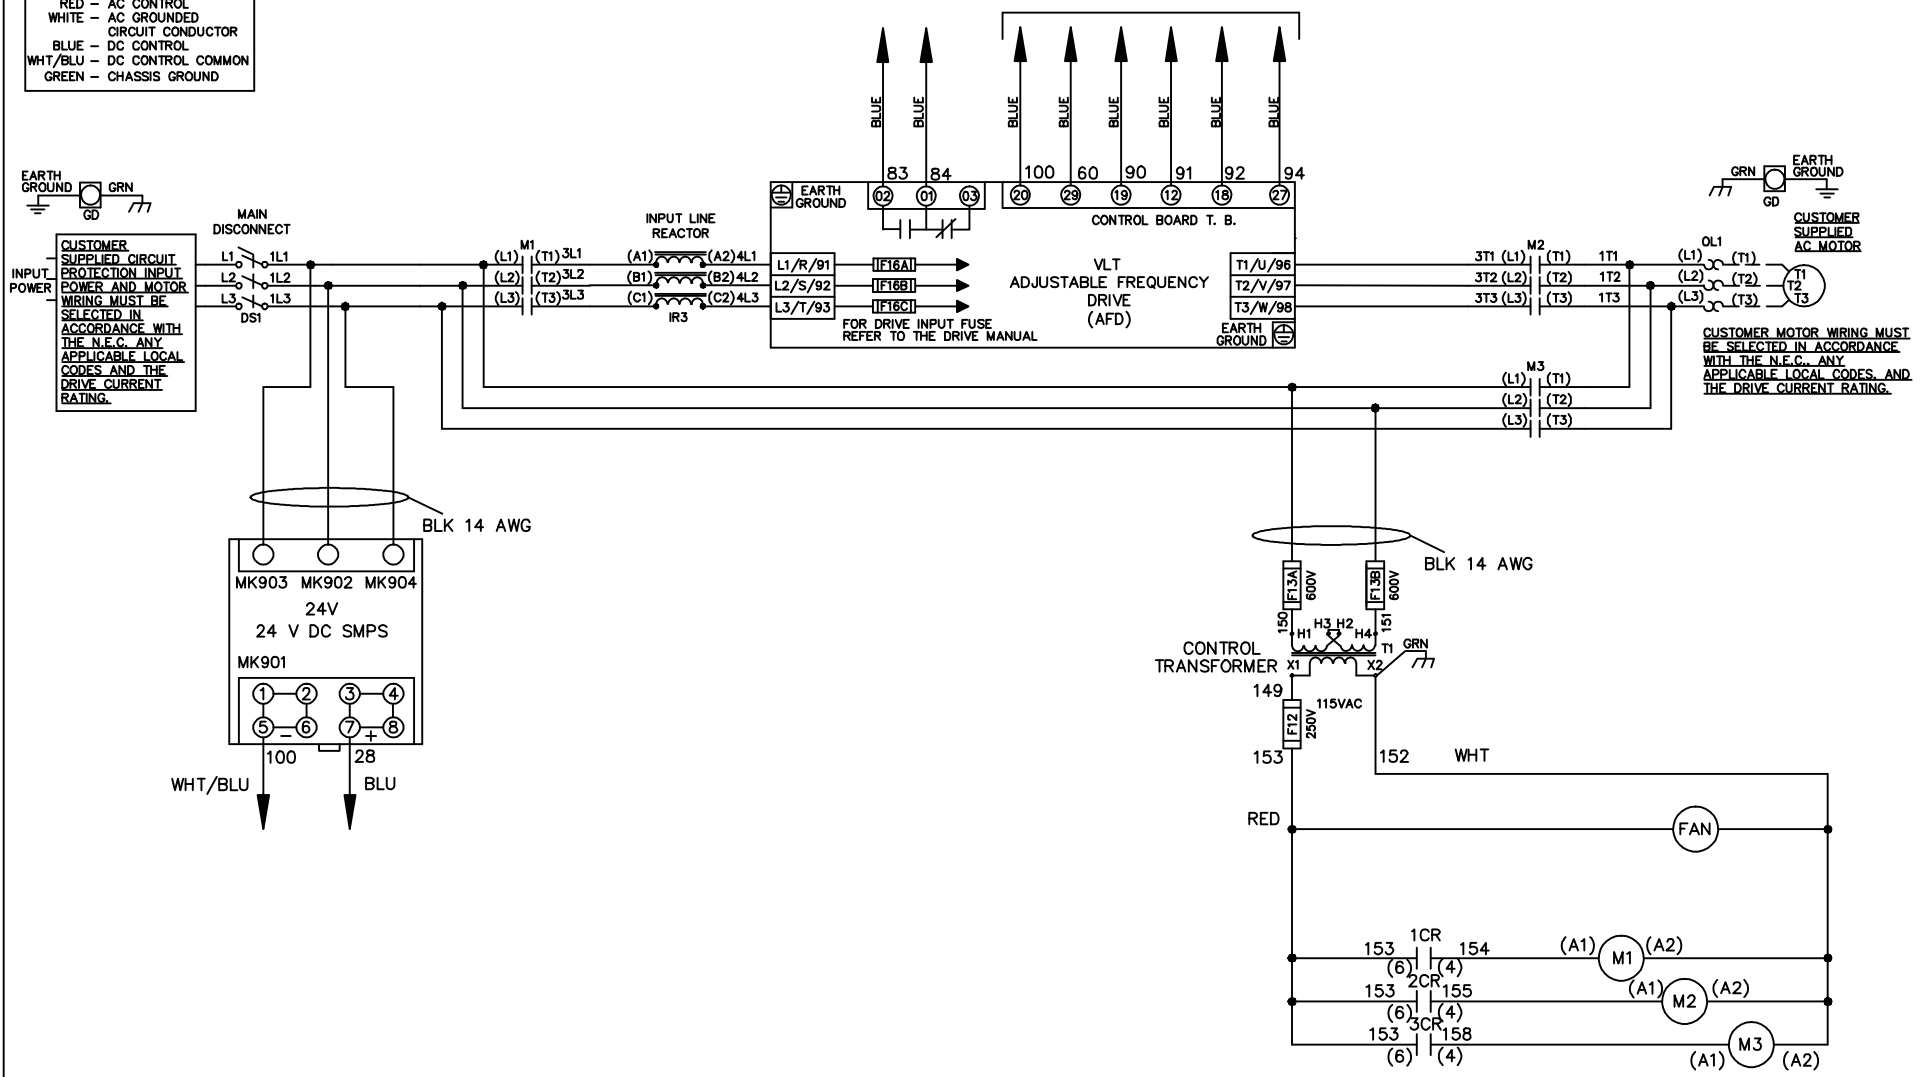 RED – AC CONTROL
WHITE – AC GROUNDED
CIRCUIT CONDUCTOR
BLUE – DC CONTROL
WHT/BLU – DC CONTROL COMMON
GREEN – CHASSIS GROUND
BLUE
BLUE
BLUE
BLUE
BLUE
BLUE
BLUE
BLUE
83
84
100
60
90
91
92
94
EARTH
GROUND
02
01
03
20
29
19
12
18
27
CONTROL BOARD T. B.
EARTH
GROUND
GRN
GD
MAIN
DISCONNECT
CUSTOMER
SUPPLIED CIRCUIT
PROTECTION INPUT
POWER AND MOTOR
WIRING MUST BE
SELECTED IN
ACCORDANCE WITH
THE N.E.C. ANY
APPLICABLE LOCAL
CODES AND THE
DRIVE CURRENT
RATING.
INPUT
POWER
L1
1L1
L2
1L2
L3
1L3
DS1
M1
(L1)
(T1)
3L1
(L2)
(T2)
3L2
(L3)
(T3)
3L3
INPUT LINE
REACTOR
(A1)
(A2)
4L1
(B1)
(B2)
4L2
(C1)
(C2)
4L3
IR3
L1/R/91
F16A
L2/S/92
F16B
L3/T/93
F16C
FOR DRIVE INPUT FUSE
REFER TO THE DRIVE MANUAL
VLT
ADJUSTABLE FREQUENCY
DRIVE
(AFD)
T1/U/96
T2/V/97
T3/W/98
EARTH
GROUND
3T1
(L1)
M2
(T1)
1T1
3T2
(L2)
(T2)
1T2
3T3
(L3)
(T3)
1T3
GRN
EARTH
GROUND
GD
CUSTOMER
SUPPLIED
AC MOTOR
OL1
(L1)
(T1)
(L2)
(T2)
(L3)
(T3)
T1
T2
T3
CUSTOMER MOTOR WIRING MUST
BE SELECTED IN ACCORDANCE
WITH THE N.E.C., ANY
APPLICABLE LOCAL CODES, AND
THE DRIVE CURRENT RATING.
M3
(L1)
(T1)
(L2)
(T2)
(L3)
(T3)
BLK 14 AWG
MK903
MK902
MK904
24V
24 V DC SMPS
MK901
1
2
3
4
5
6
7
8
–
+
100
28
WHT/BLU
BLU
BLK 14 AWG
F13A
600V
F13B
600V
150
151
H1
H3
H2
H4
T1
GRN
CONTROL
TRANSFORMER
X1
X2
149
115VAC
F12
250V
153
152
WHT
RED
FAN
1CR
153
154
(6)
(4)
(A1)
M1
(A2)
2CR
153
155
(6)
(4)
(A1)
M2
(A2)
3CR
153
158
(6)
(4)
(A1)
M3
(A2)